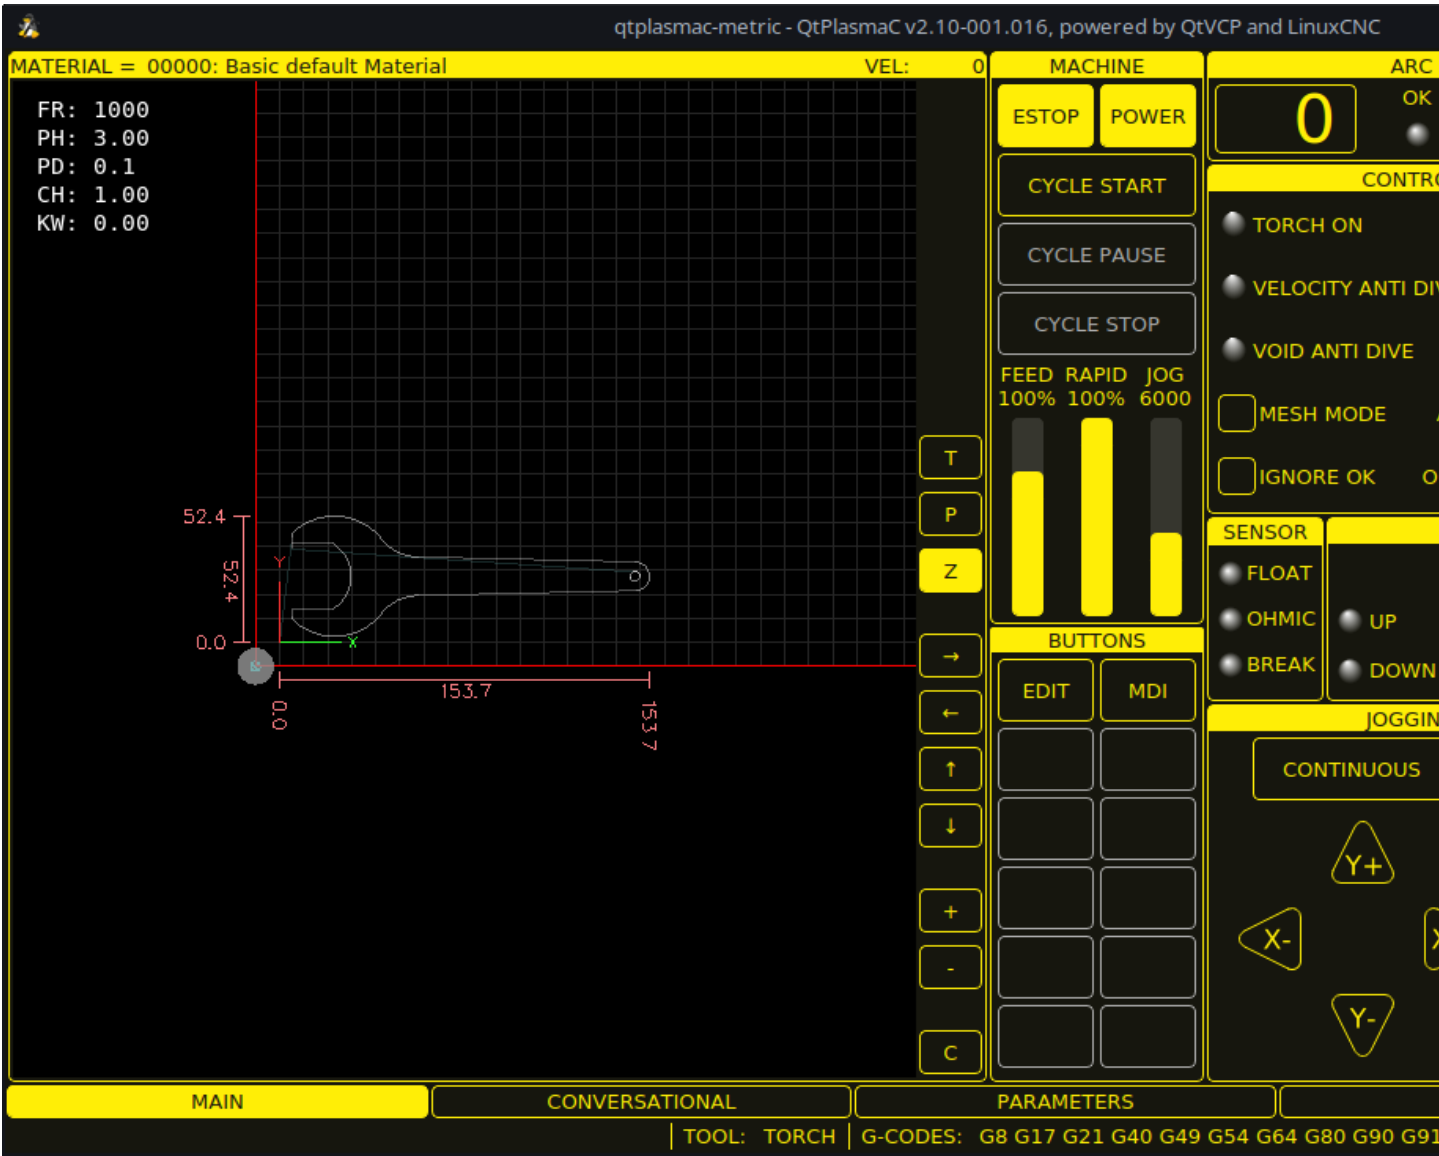 qtplasmac-metric - QtPlasmaC v2.10-001.016, powered by QtVCP and LinuxCNC
MATERIAL = 00000: Basic default Material
VEL: 0
FR: 1000
PH: 3.00
PD: 0.1
CH: 1.00
KW: 0.00
52.4
52.4
0.0
Y
X
153.7
0.0
153.7
T
P
Z
→
←
↑
↓
+
-
C
MACHINE
ESTOP POWER
CYCLE START
CYCLE PAUSE
CYCLE STOP
FEED RAPID JOG
100% 100% 6000
BUTTONS
EDIT MDI
ARC
0
OK
CONTRO
TORCH ON
VELOCITY ANTI DIV
VOID ANTI DIVE
MESH MODE
IGNORE OK O
SENSOR
FLOAT
OHMIC
BREAK
UP
DOWN
JOGGIN
CONTINUOUS
Y+
X-
Y-
MAIN CONVERSATIONAL PARAMETERS
TOOL: TORCH G-CODES: G8 G17 G21 G40 G49 G54 G64 G80 G90 G91